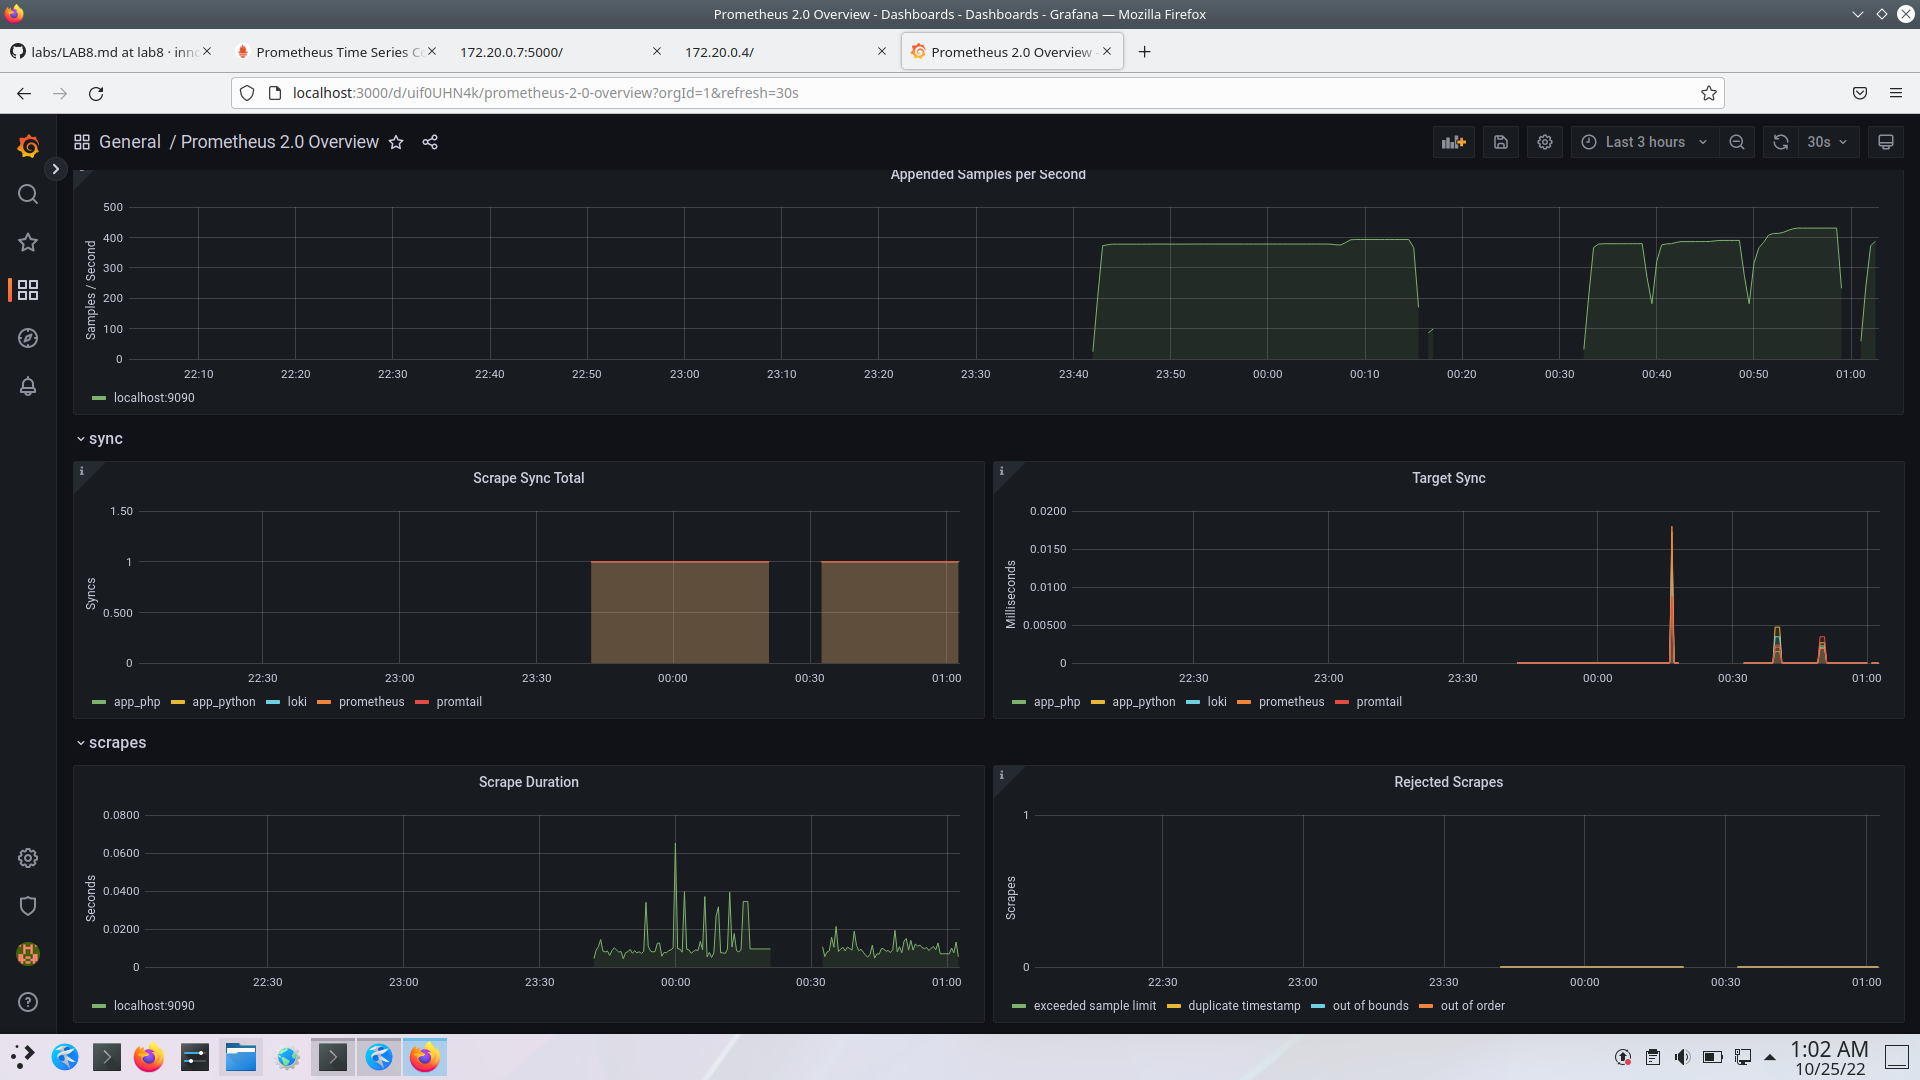 Prometheus 2.0 Overview - Dashboards - Dashboards - Grafana — Mozilla Firefox
labs/LAB8.md at lab8 · inno
Prometheus Time Series Co
172.20.0.7:5000/
172.20.0.4/
Prometheus 2.0 Overview -
localhost:3000/d/uif0UHN4k/prometheus-2-0-overview?orgId=1&refresh=30s
General / Prometheus 2.0 Overview
Last 3 hours
30s
Appended Samples per Second
Samples / Second
500
400
300
200
100
0
22:10 22:20 22:30 22:40 22:50 23:00 23:10 23:20 23:30 23:40 23:50 00:00 00:10 00:20 00:30 00:40 00:50 01:00
localhost:9090
sync
Scrape Sync Total
Syncs
1.50
1
0.500
0
22:30 23:00 23:30 00:00 00:30 01:00
app_php app_python loki prometheus promtail
Target Sync
Milliseconds
0.0200
0.0150
0.0100
0.00500
0
22:30 23:00 23:30 00:00 00:30 01:00
app_php app_python loki prometheus promtail
scrapes
Scrape Duration
Seconds
0.0800
0.0600
0.0400
0.0200
0
22:30 23:00 23:30 00:00 00:30 01:00
localhost:9090
Rejected Scrapes
Scrapes
1
0
22:30 23:00 23:30 00:00 00:30 01:00
exceeded sample limit duplicate timestamp out of bounds out of order
1:02 AM
10/25/22